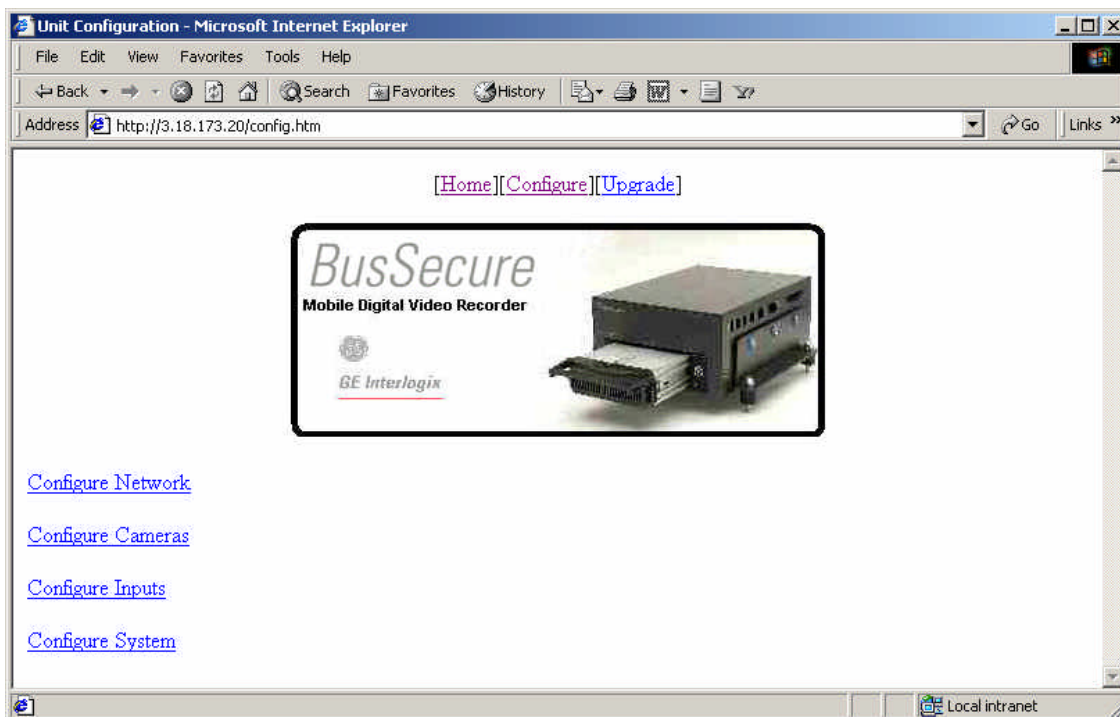 Unit Configuration - Microsoft Internet Explorer
File Edit View Favorites Tools Help
Back Search Favorites History
Address http://3.18.173.20/config.htm Go Links »
[Home][Configure][Upgrade]
BusSecure
Mobile Digital Video Recorder
GE Interlogix
Configure Network
Configure Cameras
Configure Inputs
Configure System
Local intranet